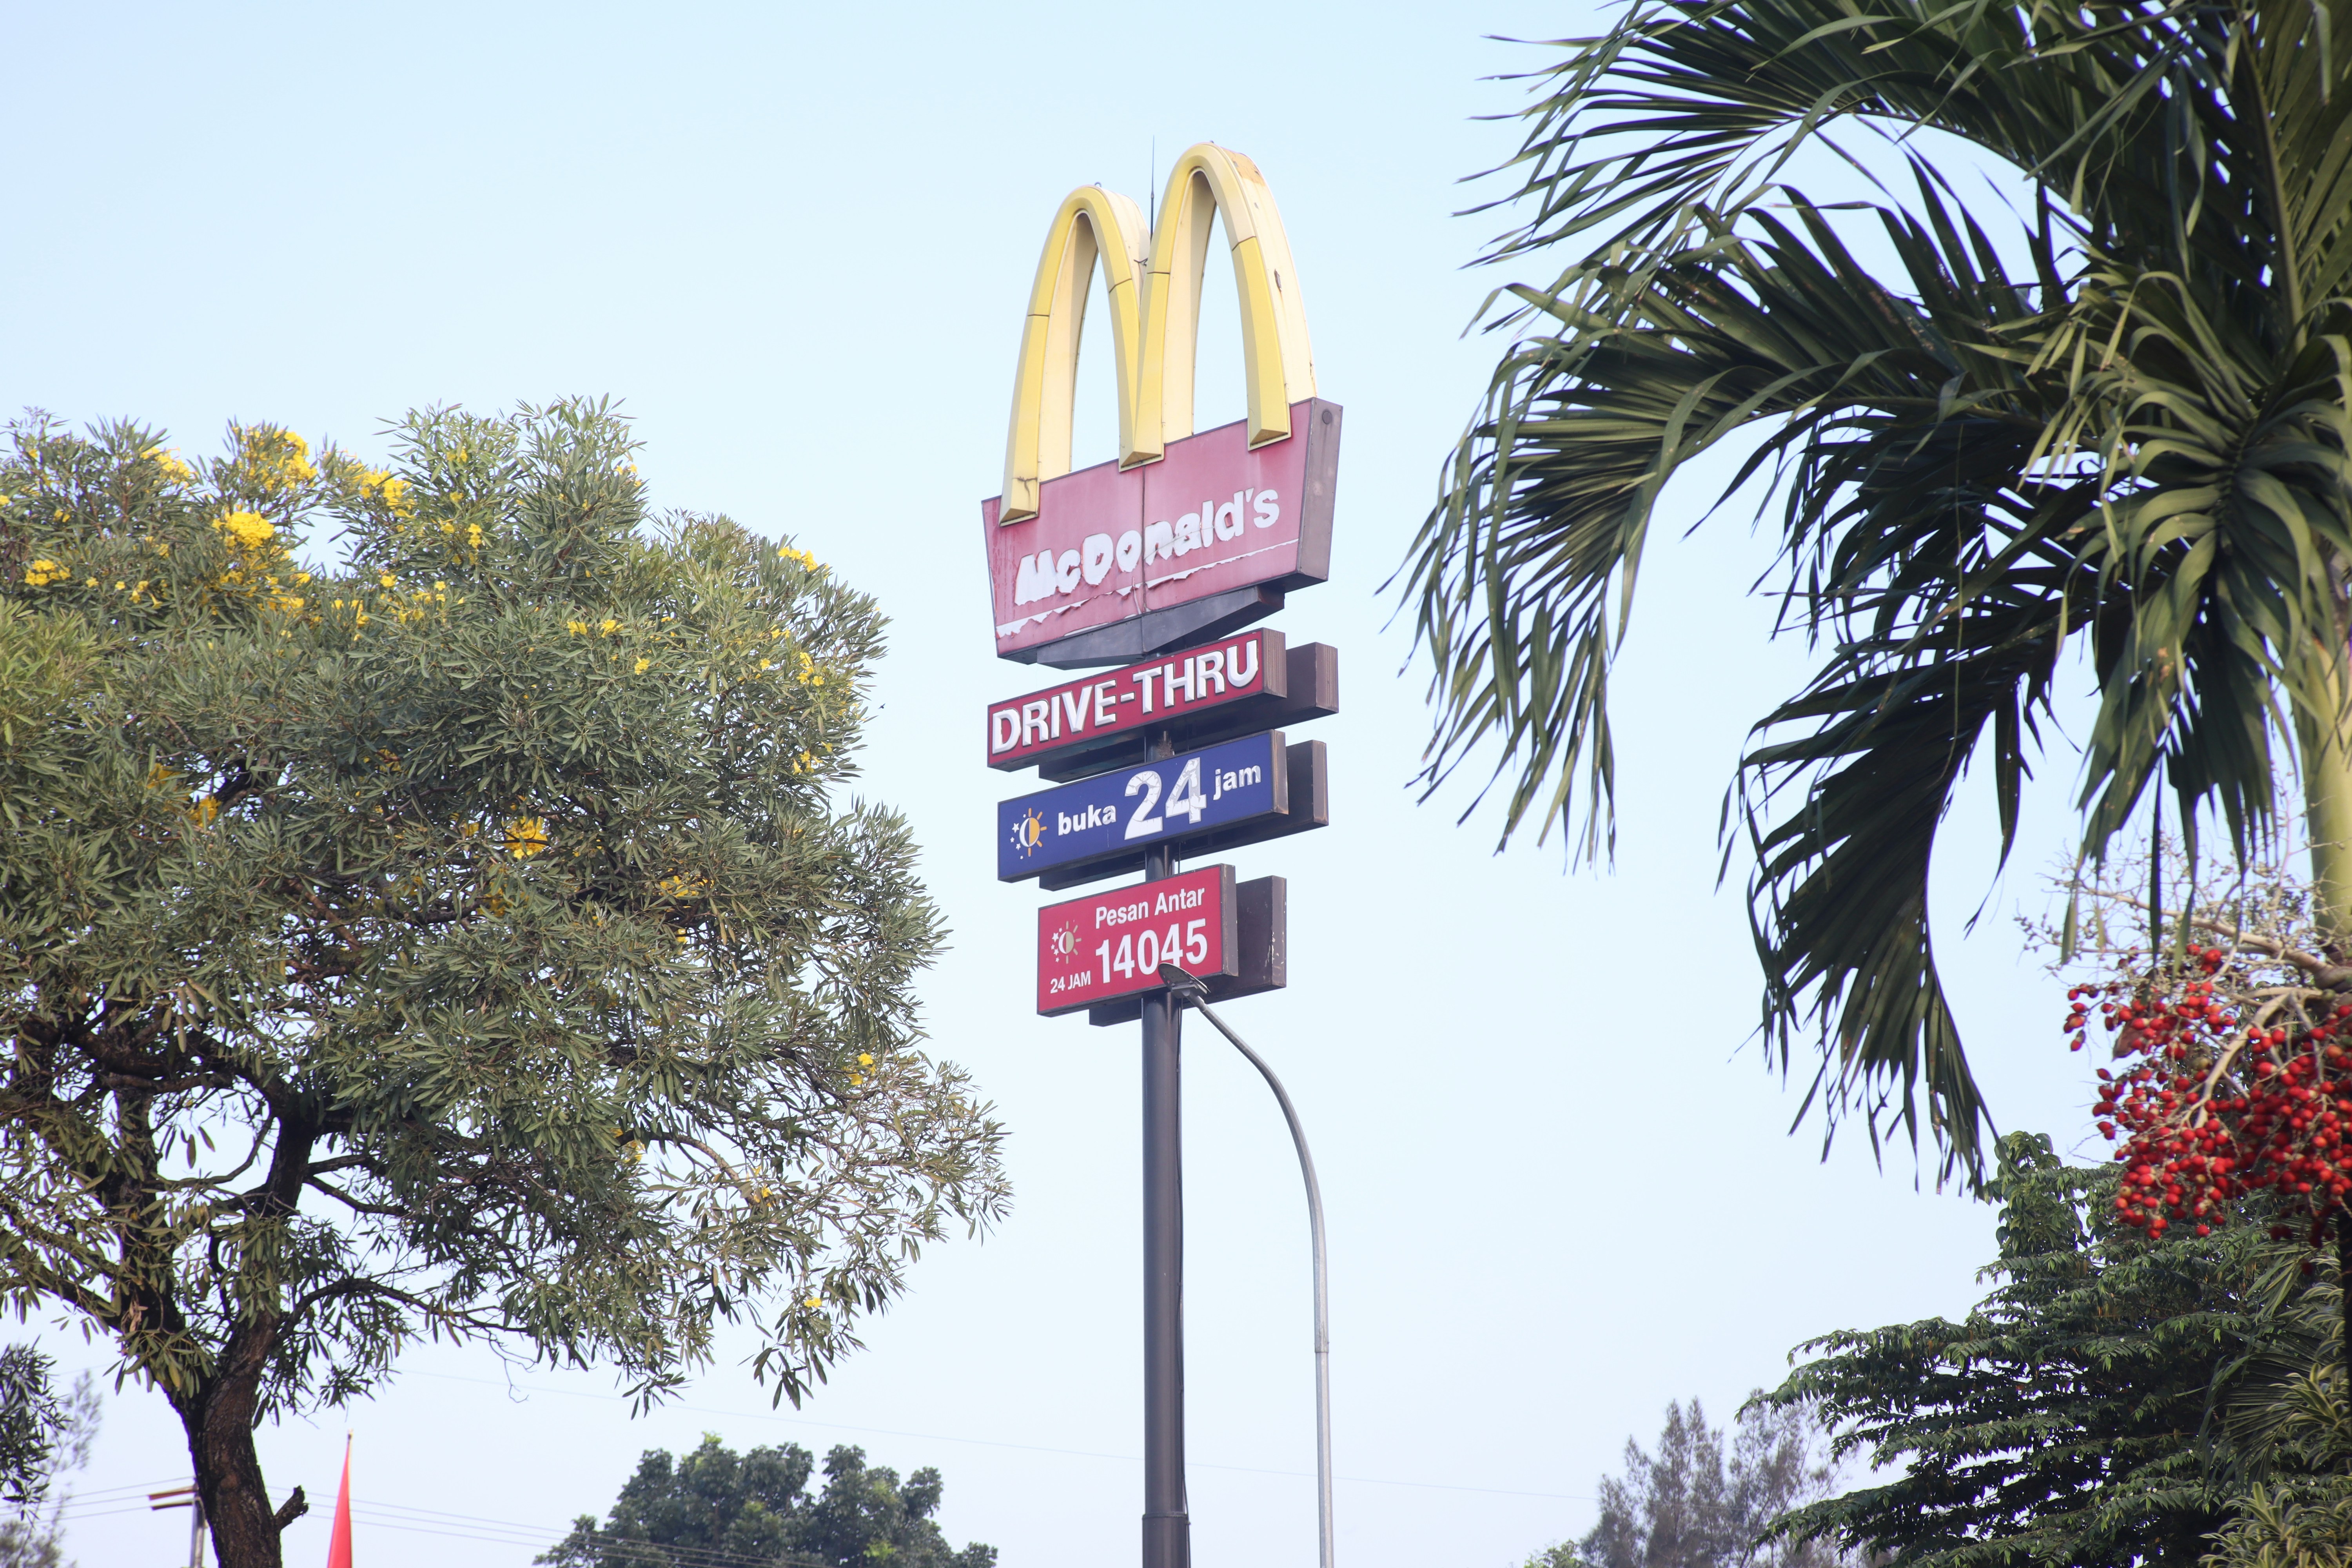 McDonald's
DRIVE-THRU
buka 24 jam
Pesan Antar
24 JAM 14045